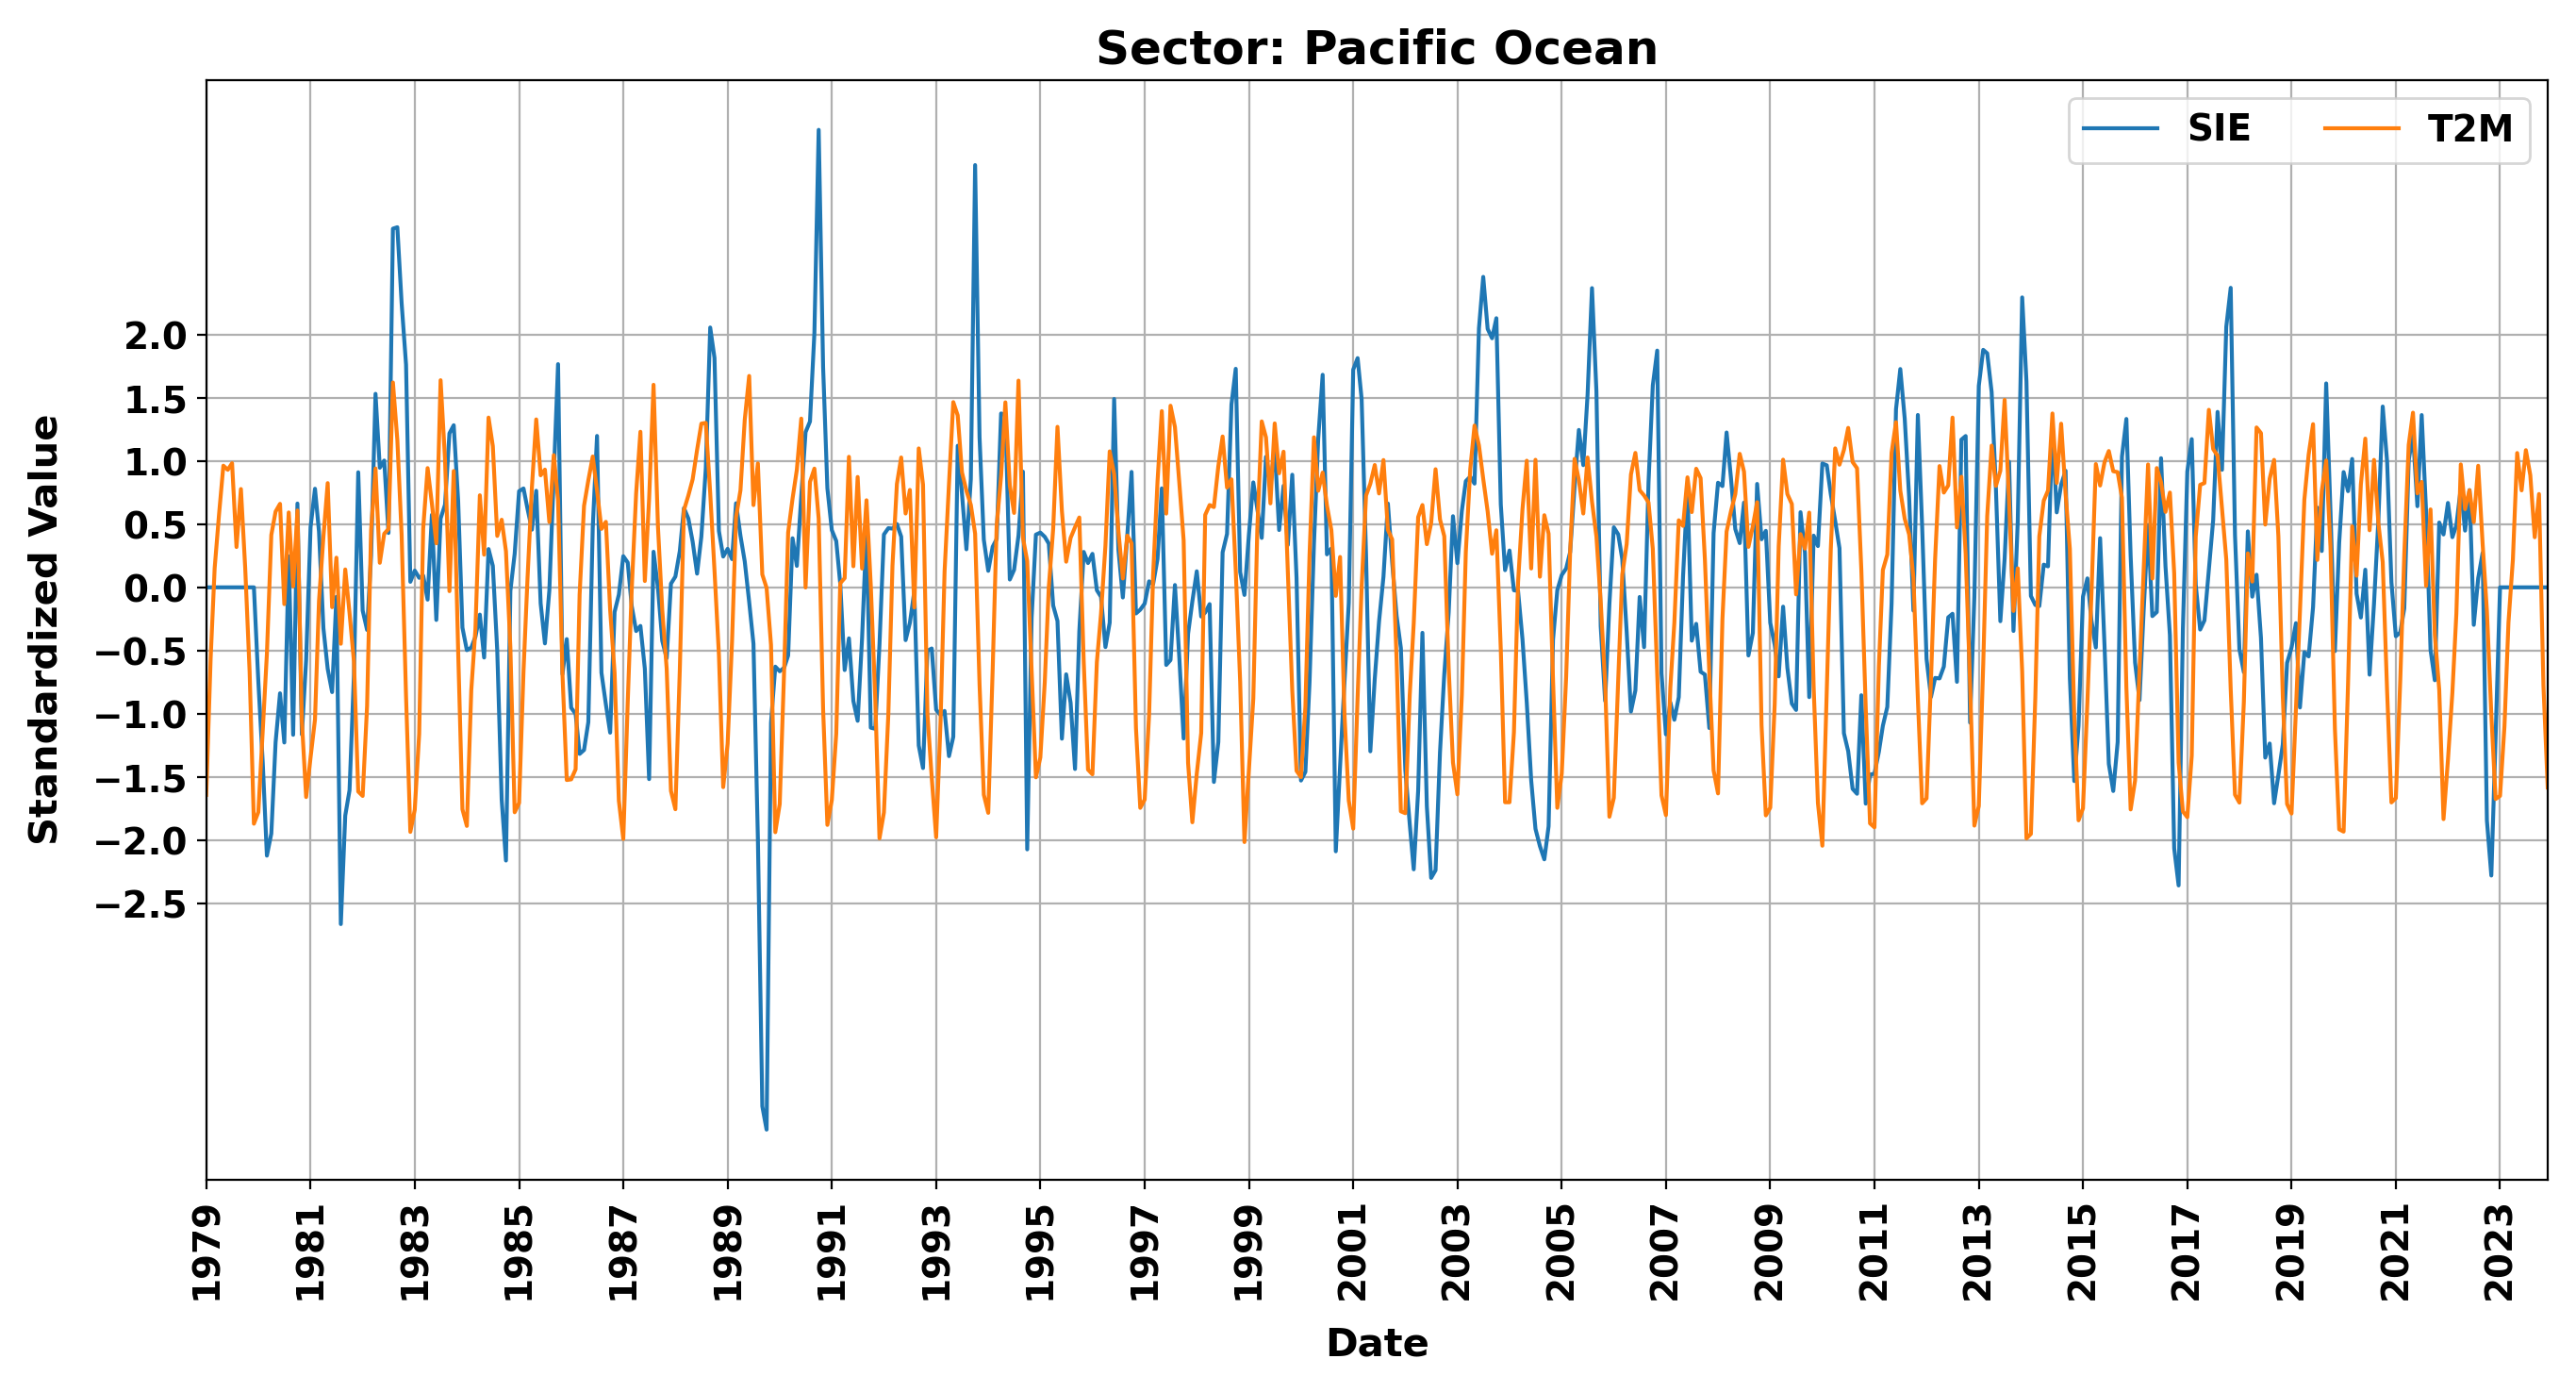 Sector: Pacific Ocean
SIE T2M
Standardized Value
2.0
1.5
1.0
0.5
0.0
−0.5
−1.0
−1.5
−2.0
−2.5
1979 1981 1983 1985 1987 1989 1991 1993 1995 1997 1999 2001 2003 2005 2007 2009 2011 2013 2015 2017 2019 2021 2023
Date